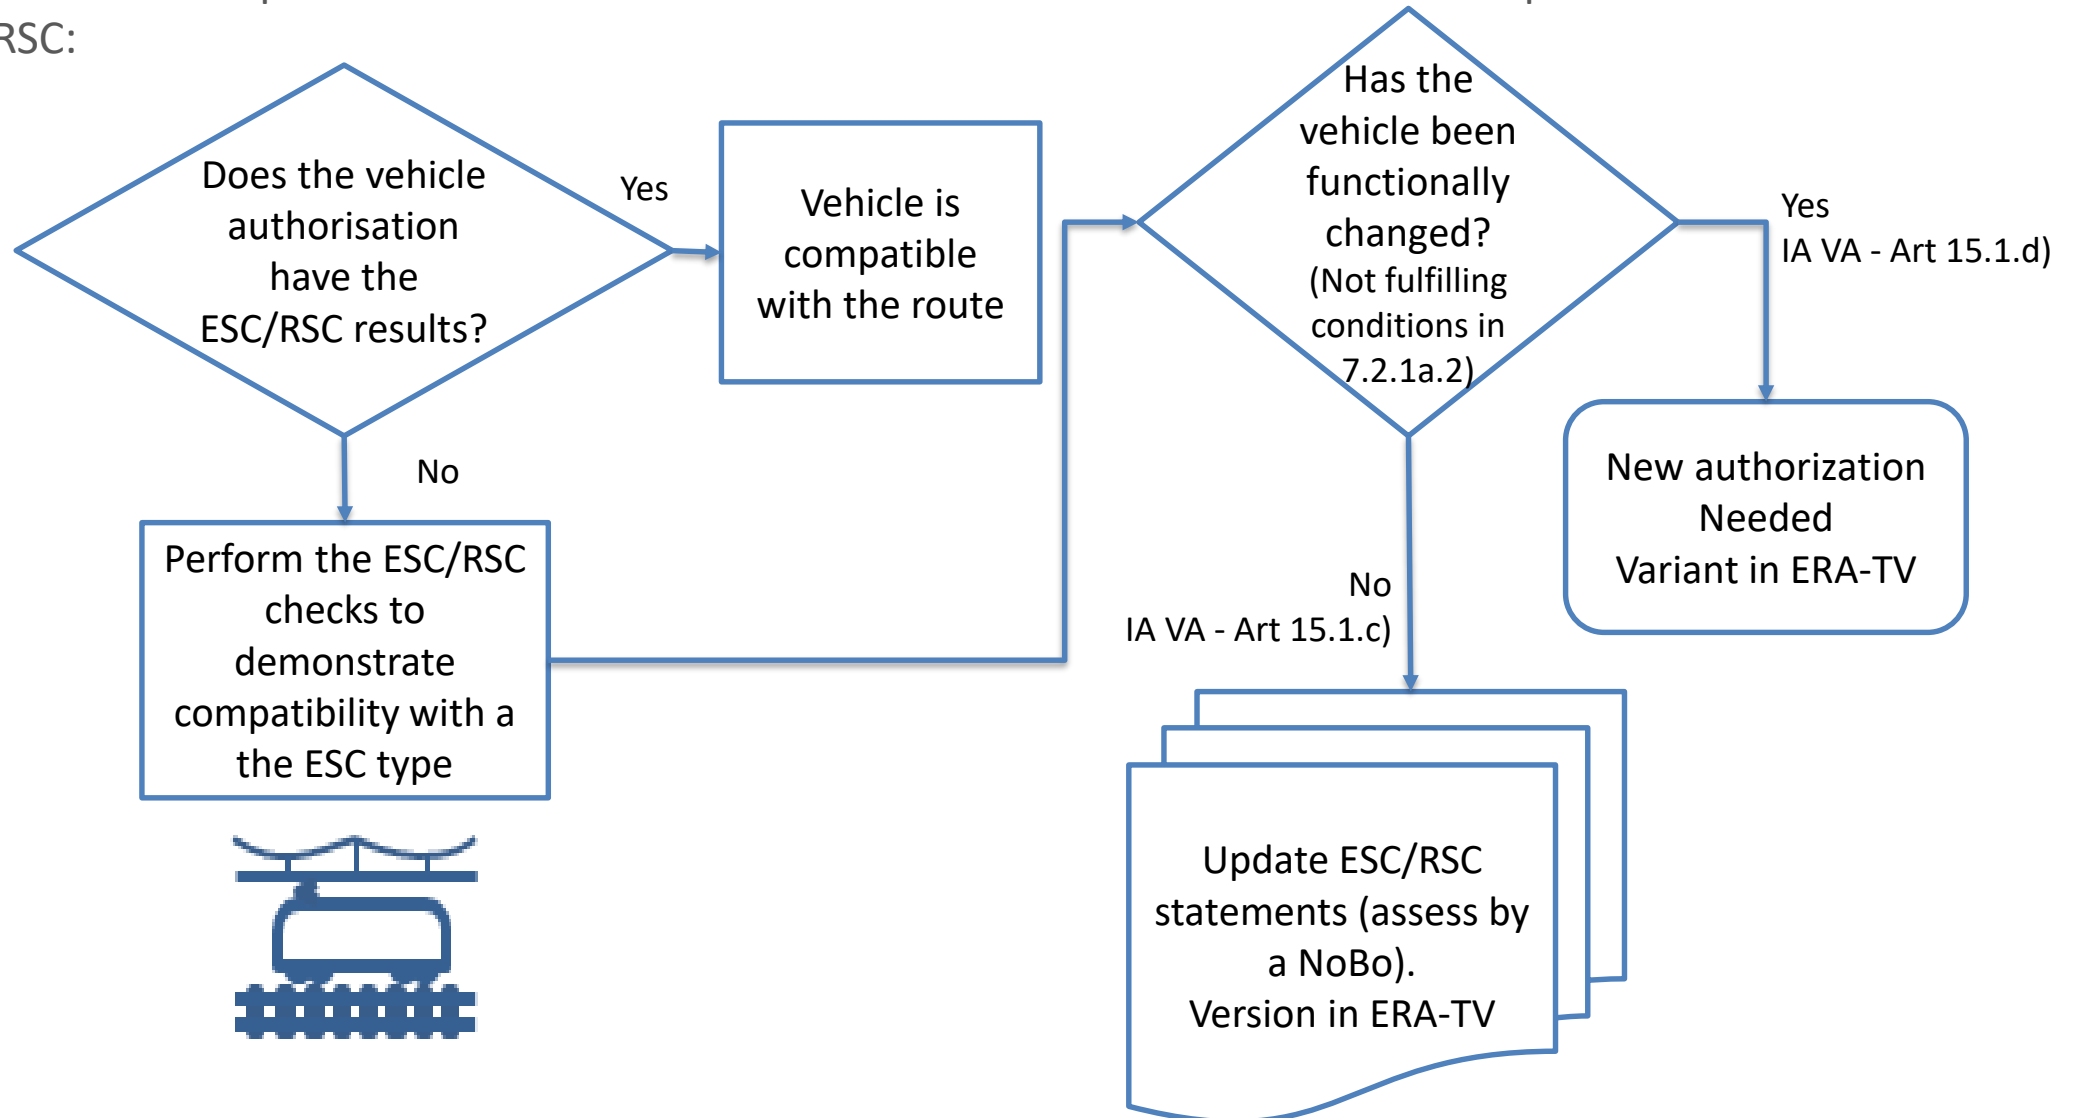 RSC:
Does the vehicle
authorisation
have the
ESC/RSC results?
Yes
Vehicle is
compatible
with the route
No
Perform the ESC/RSC
checks to
demonstrate
compatibility with a
the ESC type
Has the
vehicle been
functionally
changed?
(Not fulfilling
conditions in
7.2.1a.2)
Yes
IA VA - Art 15.1.d)
New authorization
Needed
Variant in ERA-TV
No
IA VA - Art 15.1.c)
Update ESC/RSC
statements (assess by
a NoBo).
Version in ERA-TV